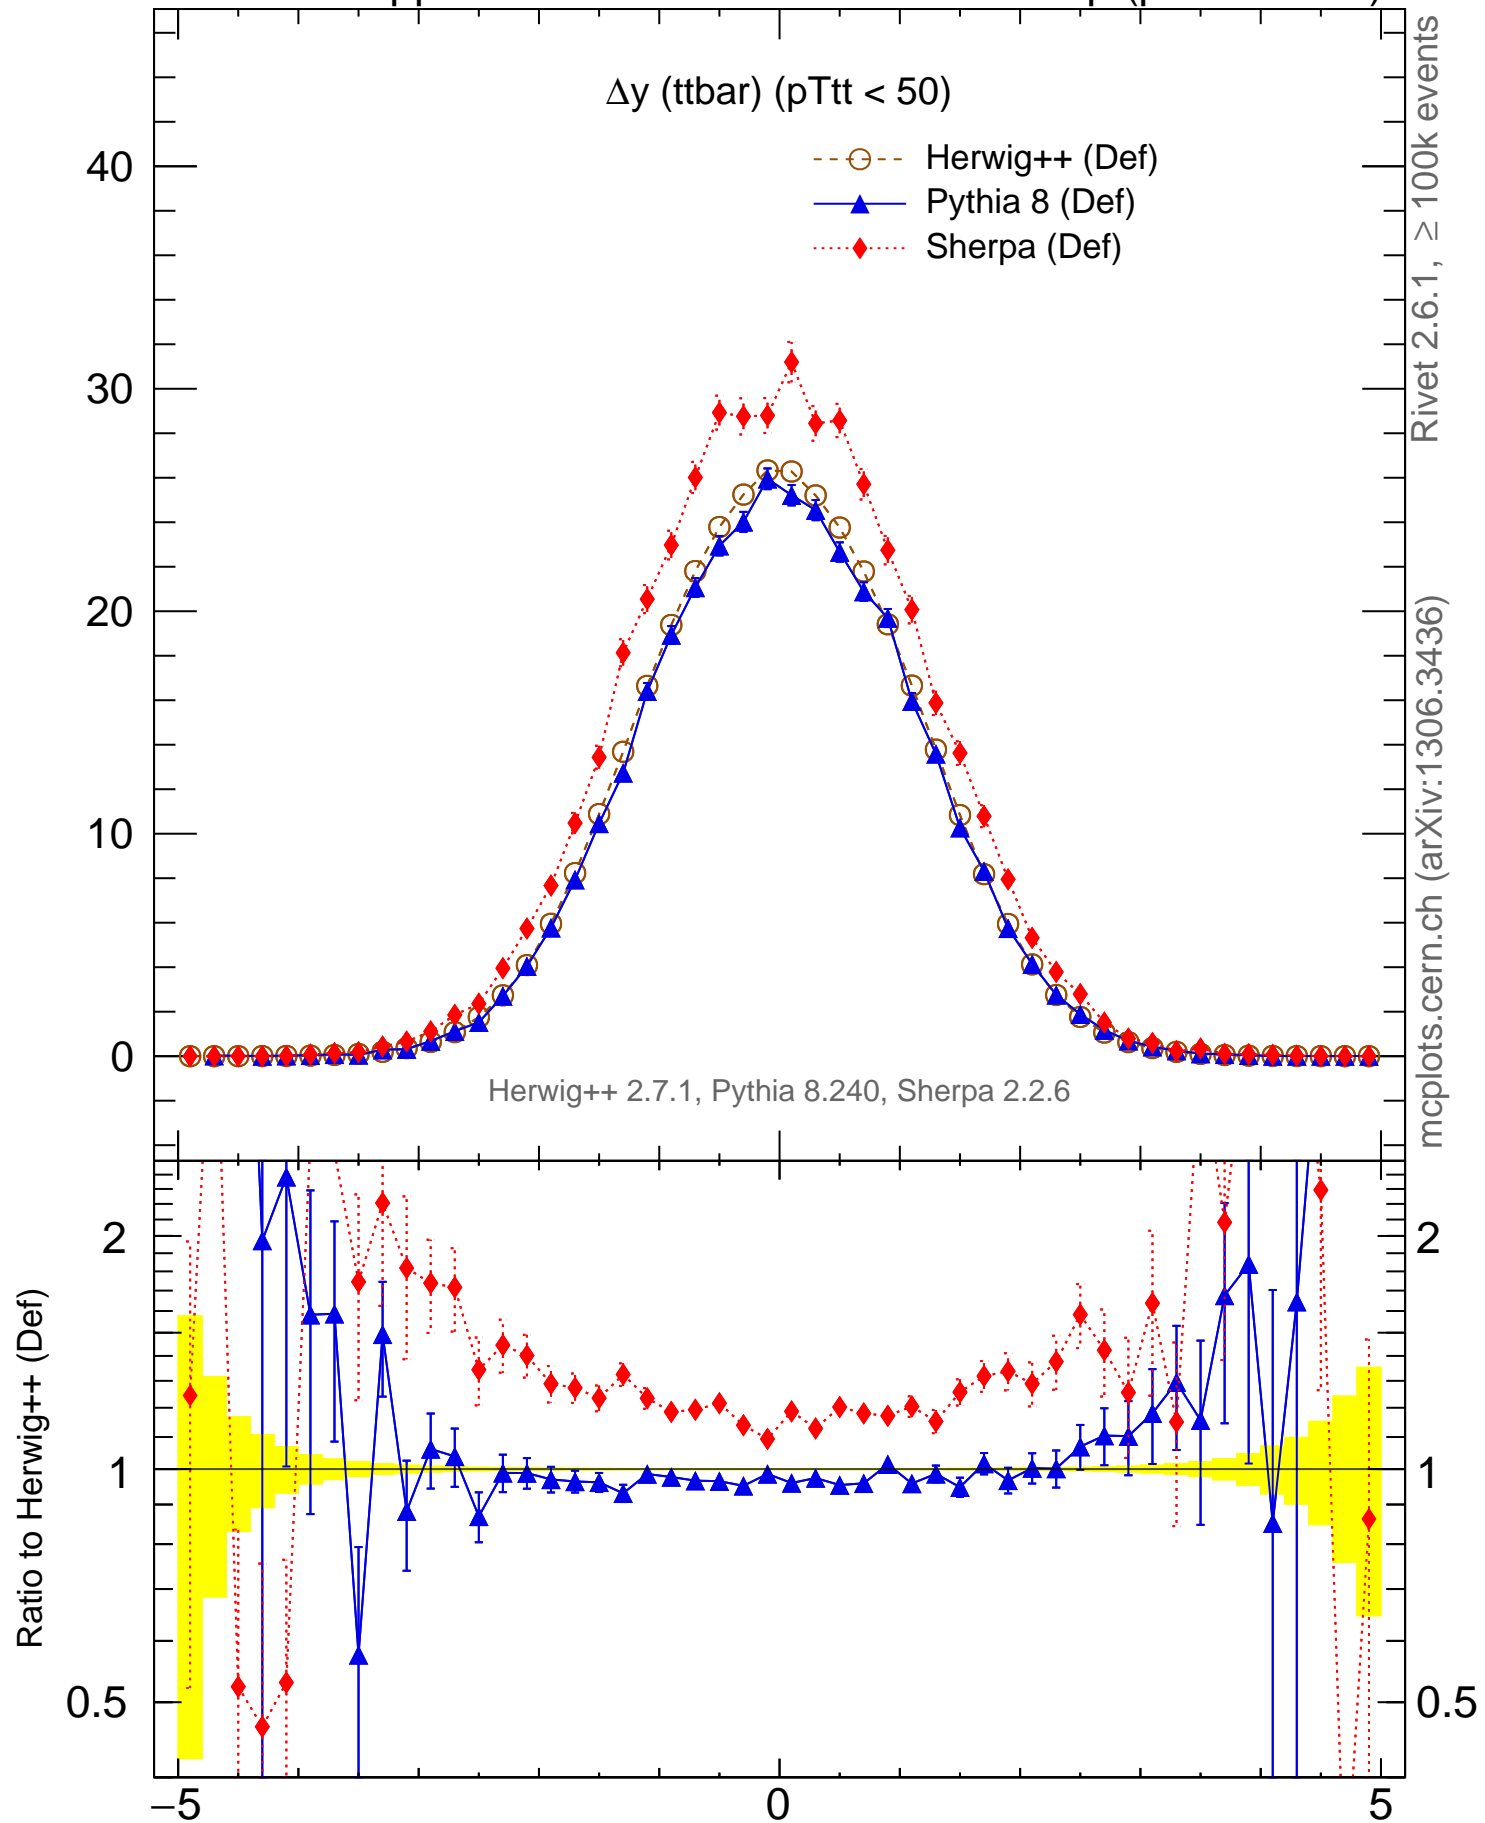 Δy (ttbar) (pTtt < 50)
Herwig++ (Def)
Pythia 8 (Def)
Sherpa (Def)
40
30
20
10
0
Herwig++ 2.7.1, Pythia 8.240, Sherpa 2.2.6
Rivet 2.6.1, ≥ 100k events
mcplots.cern.ch (arXiv:1306.3436)
Ratio to Herwig++ (Def)
2
1
0.5
2
1
0.5
−5
0
5